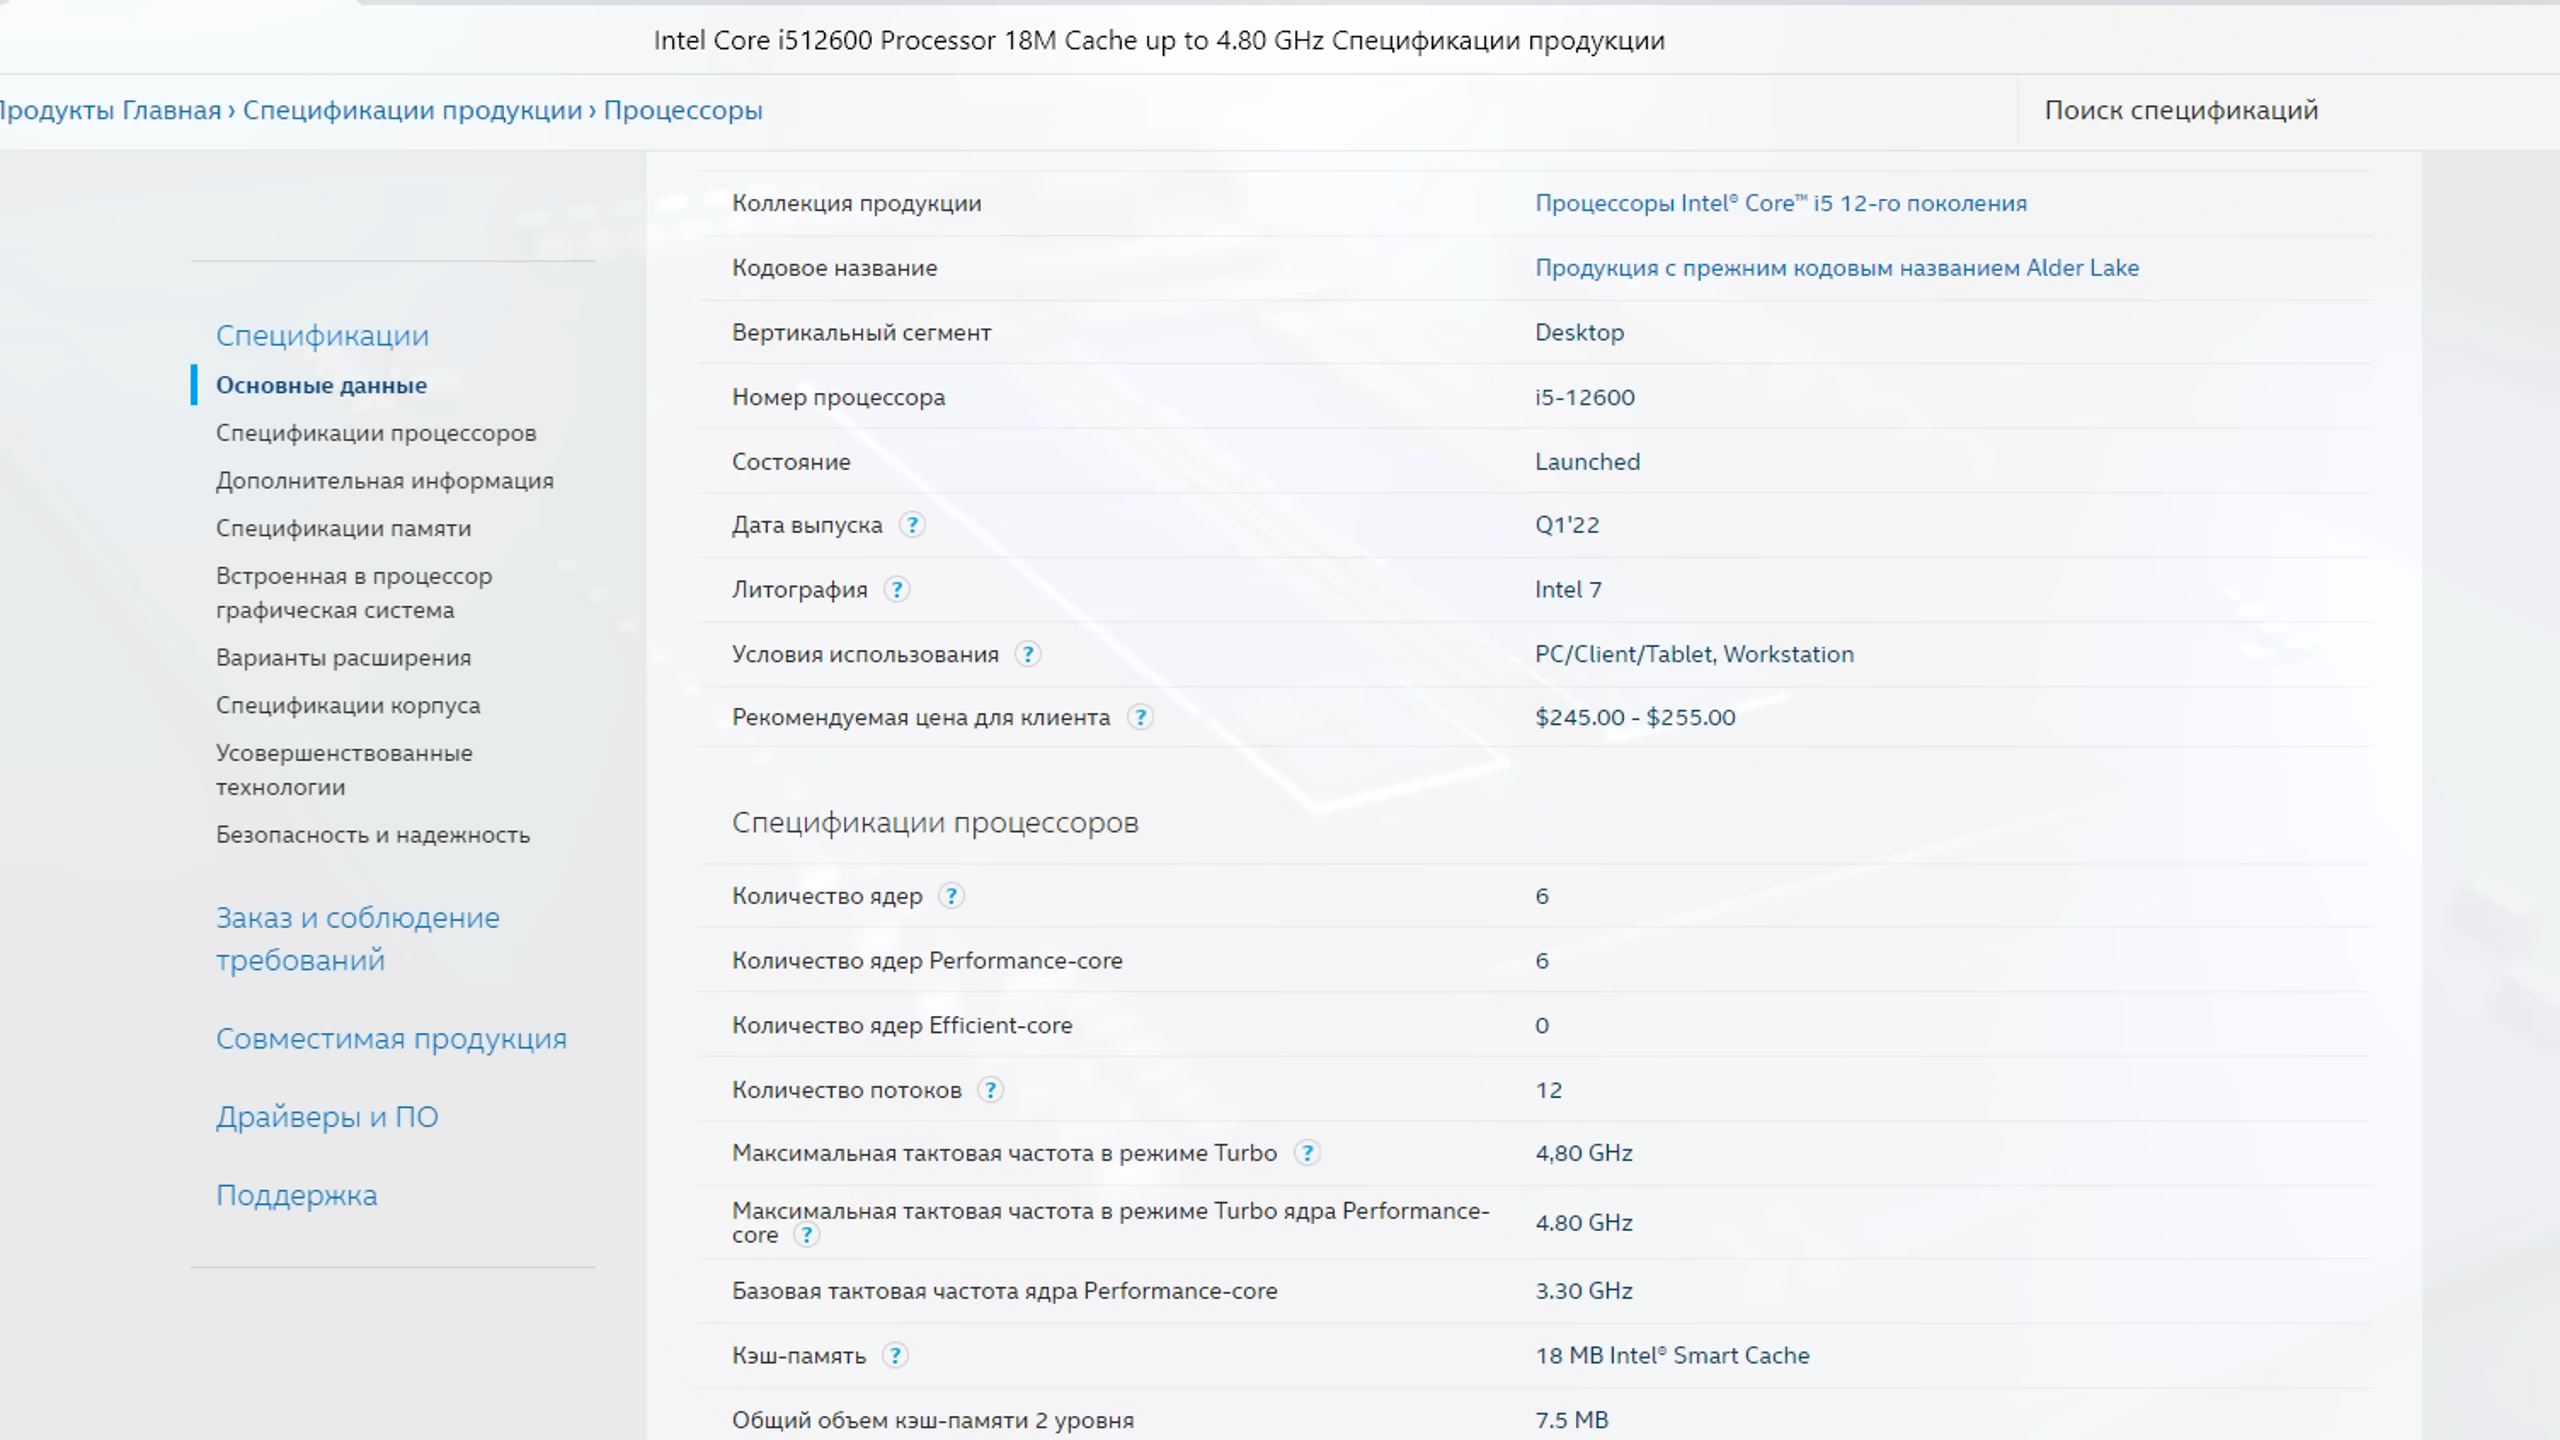 Intel Core i512600 Processor 18M Cache up to 4.80 GHz Спецификации продукции
Продукты Главная › Спецификации продукции › Процессоры
Поиск спецификаций
Спецификации
Основные данные
Спецификации процессоров
Дополнительная информация
Спецификации памяти
Встроенная в процессор
графическая система
Варианты расширения
Спецификации корпуса
Усовершенствованные
технологии
Безопасность и надежность
Заказ и соблюдение
требований
Совместимая продукция
Драйверы и ПО
Поддержка
Коллекция продукции Процессоры Intel® Core™ i5 12-го поколения
Кодовое название Продукция с прежним кодовым названием Alder Lake
Вертикальный сегмент Desktop
Номер процессора i5-12600
Состояние Launched
Дата выпуска ? Q1'22
Литография ? Intel 7
Условия использования ? PC/Client/Tablet, Workstation
Рекомендуемая цена для клиента ? $245.00 - $255.00
Спецификации процессоров
Количество ядер ? 6
Количество ядер Performance-core 6
Количество ядер Efficient-core 0
Количество потоков ? 12
Максимальная тактовая частота в режиме Turbo ? 4,80 GHz
Максимальная тактовая частота в режиме Turbo ядра Performance-
core ? 4.80 GHz
Базовая тактовая частота ядра Performance-core 3.30 GHz
Кэш-память ? 18 MB Intel® Smart Cache
Общий объем кэш-памяти 2 уровня 7.5 MB